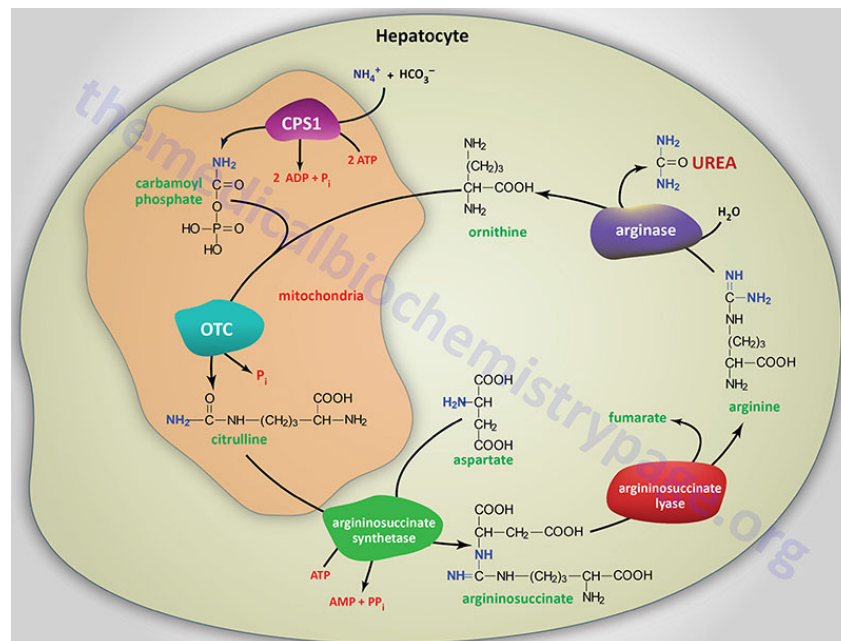 Hepatocyte
NH₄⁺ + HCO₃⁻
CPS1
2 ATP
2 ADP + Pi
NH₂
C=O
O
HO—P=O
HO
carbamoyl
phosphate
NH₂
(CH₂)₃
CH—COOH
NH₂
ornithine
NH₂
C=O
NH₂
UREA
H₂O
arginase
mitochondria
OTC
Pi
NH
C—NH₂
NH
(CH₂)₃
CH—COOH
NH₂
arginine
O
COOH
NH₂—C—NH—(CH₂)₃—CH—NH₂
citrulline
COOH
H₂N—CH
CH₂
COOH
aspartate
fumarate
argininosuccinate
lyase
argininosuccinate
synthetase
ATP
AMP + PPi
COOH
CH—CH₂—COOH
NH
NH=C—NH—(CH₂)₃—CH—COOH
NH₂
argininosuccinate
themedicalbiochemistrypage.org